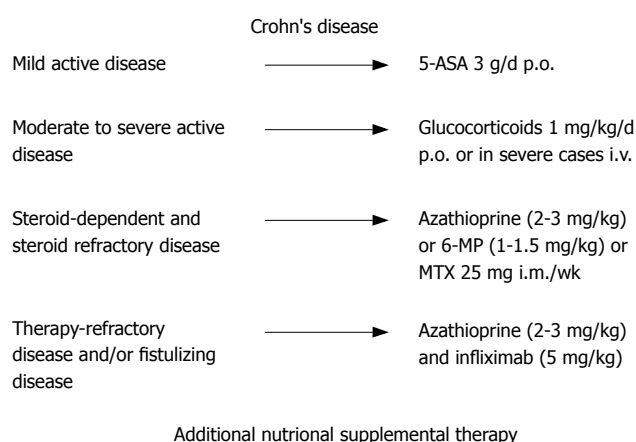 Crohn's disease
Mild active disease
5-ASA 3 g/d p.o.
Moderate to severe active
disease
Glucocorticoids 1 mg/kg/d
p.o. or in severe cases i.v.
Steroid-dependent and
steroid refractory disease
Azathioprine (2-3 mg/kg)
or 6-MP (1-1.5 mg/kg) or
MTX 25 mg i.m./wk
Therapy-refractory
disease and/or fistulizing
disease
Azathioprine (2-3 mg/kg)
and infliximab (5 mg/kg)
Additional nutrional supplemental therapy